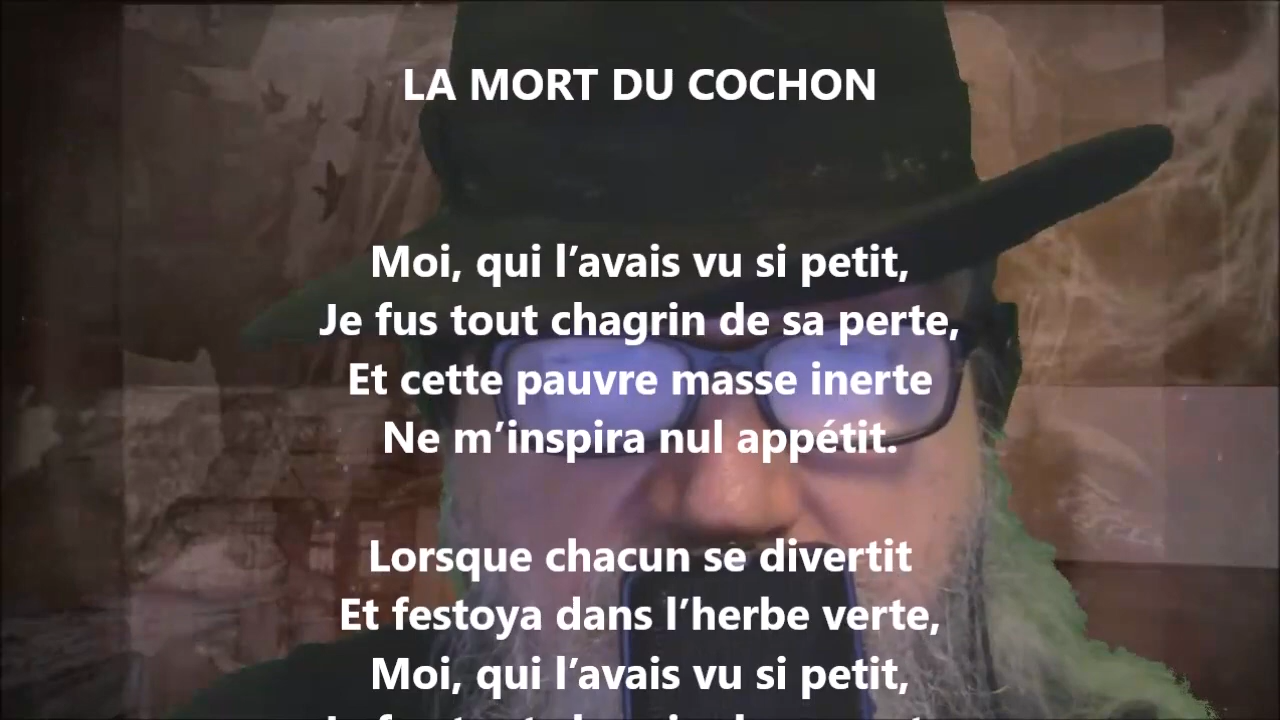 LA MORT DU COCHON
Moi, qui l’avais vu si petit,
Je fus tout chagrin de sa perte,
Et cette pauvre masse inerte
Ne m’inspira nul appétit.
Lorsque chacun se divertit
Et festoya dans l’herbe verte,
Moi, qui l’avais vu si petit,